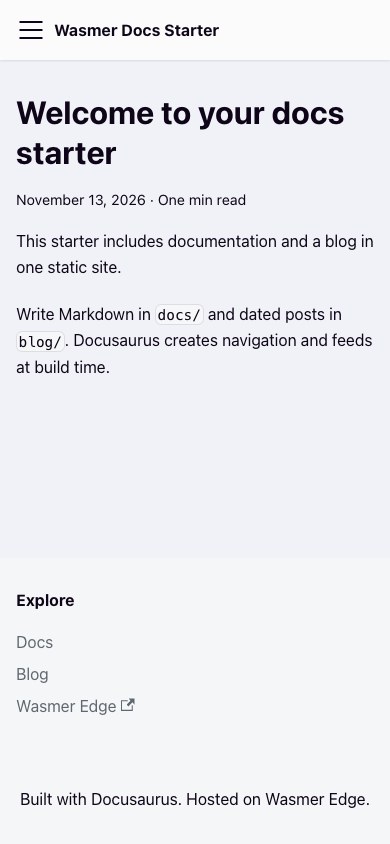 Wasmer Docs Starter
Welcome to your docs
starter
November 13, 2026 · One min read
This starter includes documentation and a blog in
one static site.
Write Markdown in docs/ and dated posts in
blog/. Docusaurus creates navigation and feeds
at build time.
Explore
Docs
Blog
Wasmer Edge
Built with Docusaurus. Hosted on Wasmer Edge.